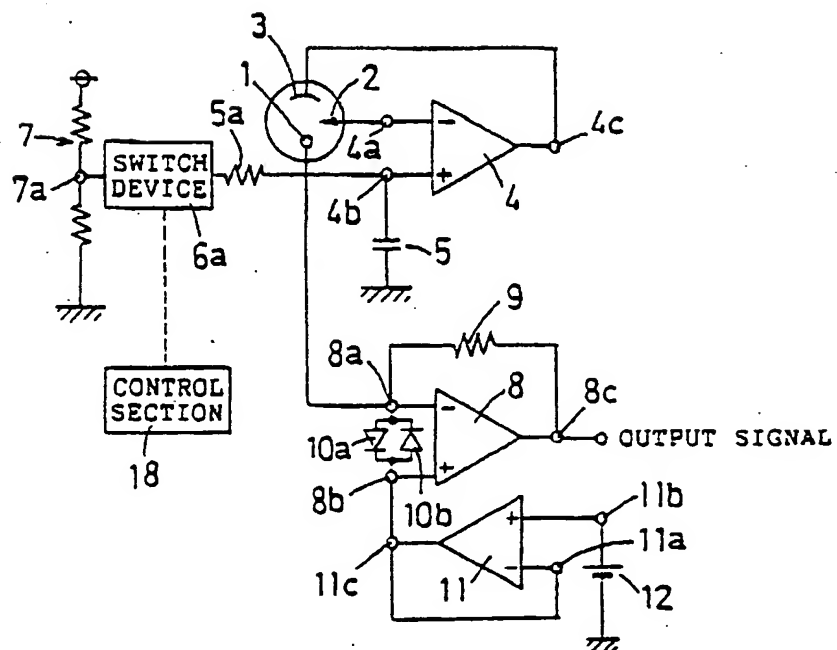 3
1
2
5a
7
7a
SWITCH
DEVICE
6a
4a
−
+
4b
4
4c
5
CONTROL
SECTION
18
9
8a
−
8
8c
OUTPUT SIGNAL
10a
+
8b
10b
11b
+
11a
11c
−
11
12